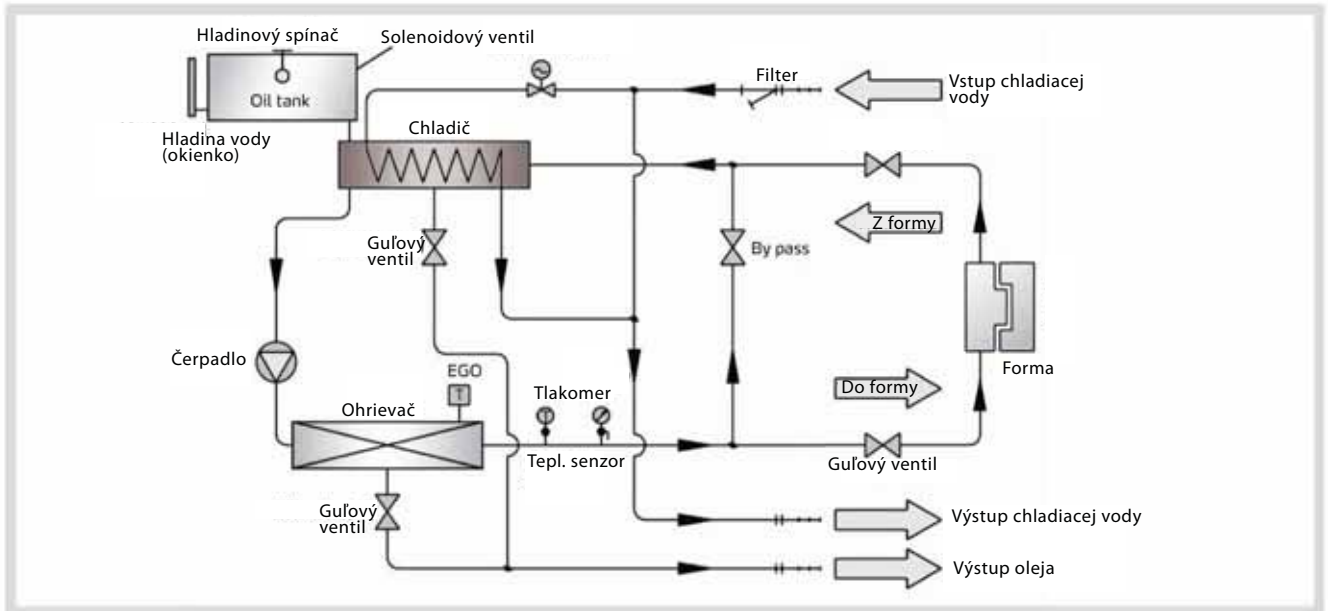 Hladinový spínač
Solenoidový ventil
Oil tank
Hladina vody
(okienko)
Filter
Vstup chladiacej
vody
Chladič
Z formy
Guľový
ventil
By pass
Čerpadlo
EGO
Tlakomer
Do formy
Forma
Ohrievač
Tepl. senzor
Guľový ventil
Guľový
ventil
Výstup chladiacej vody
Výstup oleja